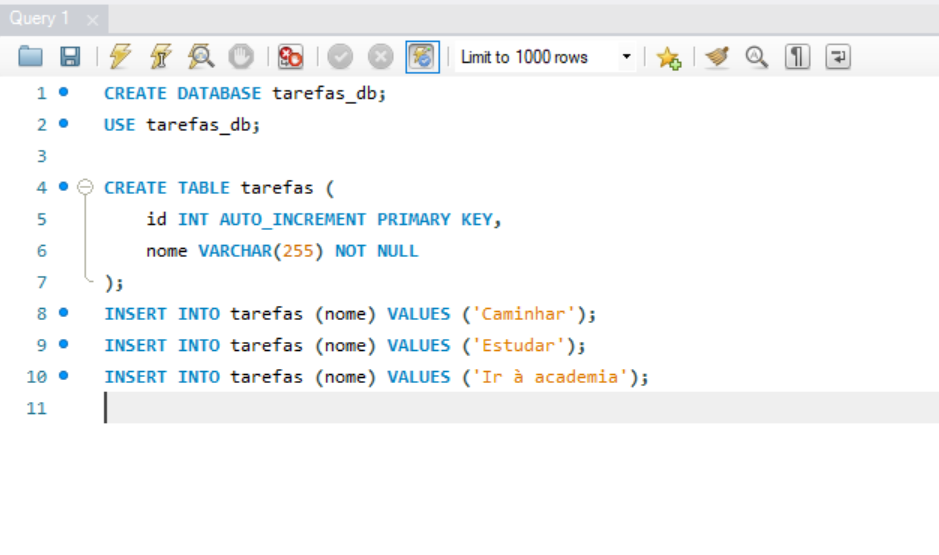 Query 1
Limit to 1000 rows
1 CREATE DATABASE tarefas_db;
2 USE tarefas_db;
3
4 CREATE TABLE tarefas (
5 id INT AUTO_INCREMENT PRIMARY KEY,
6 nome VARCHAR(255) NOT NULL
7 );
8 INSERT INTO tarefas (nome) VALUES ('Caminhar');
9 INSERT INTO tarefas (nome) VALUES ('Estudar');
10 INSERT INTO tarefas (nome) VALUES ('Ir à academia');
11